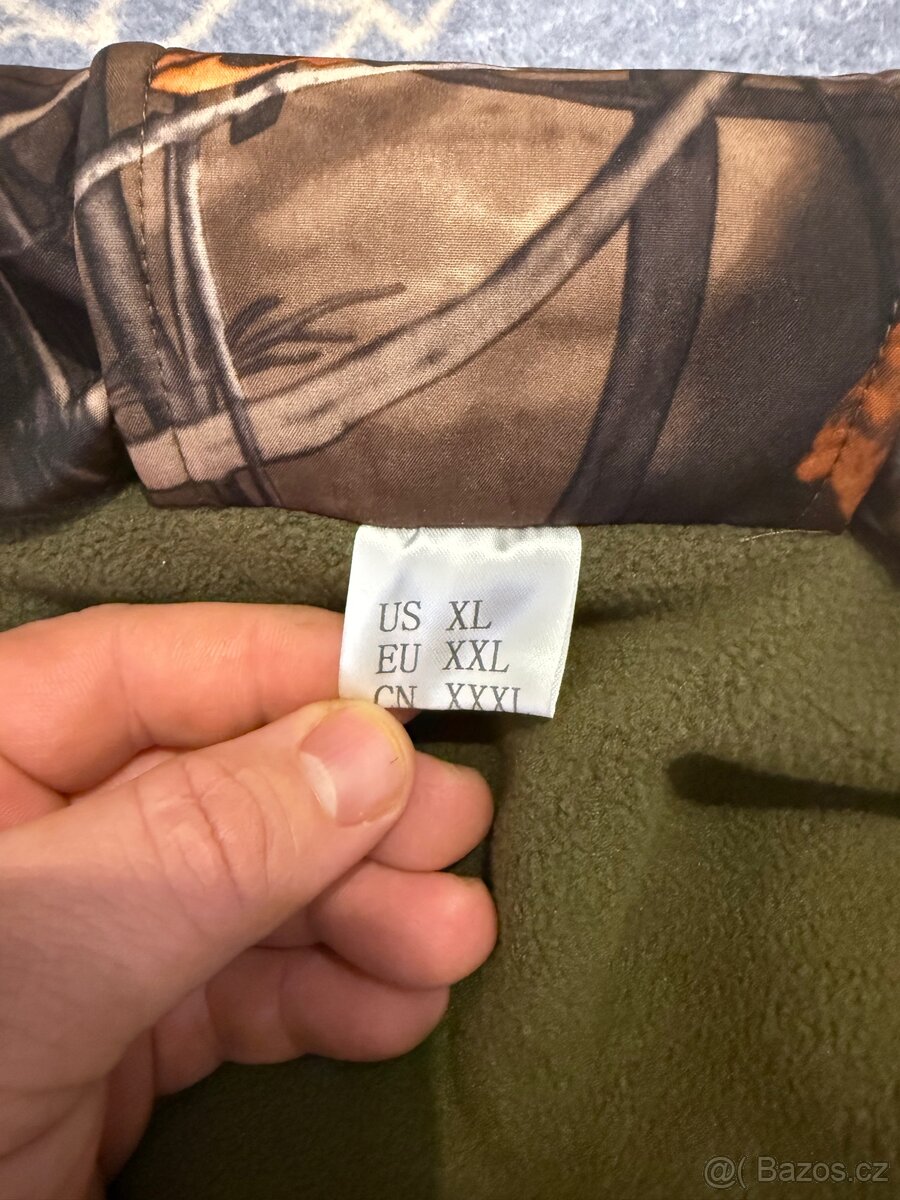 US XL
EU XXL
CN XXXL
@( Bazos.cz